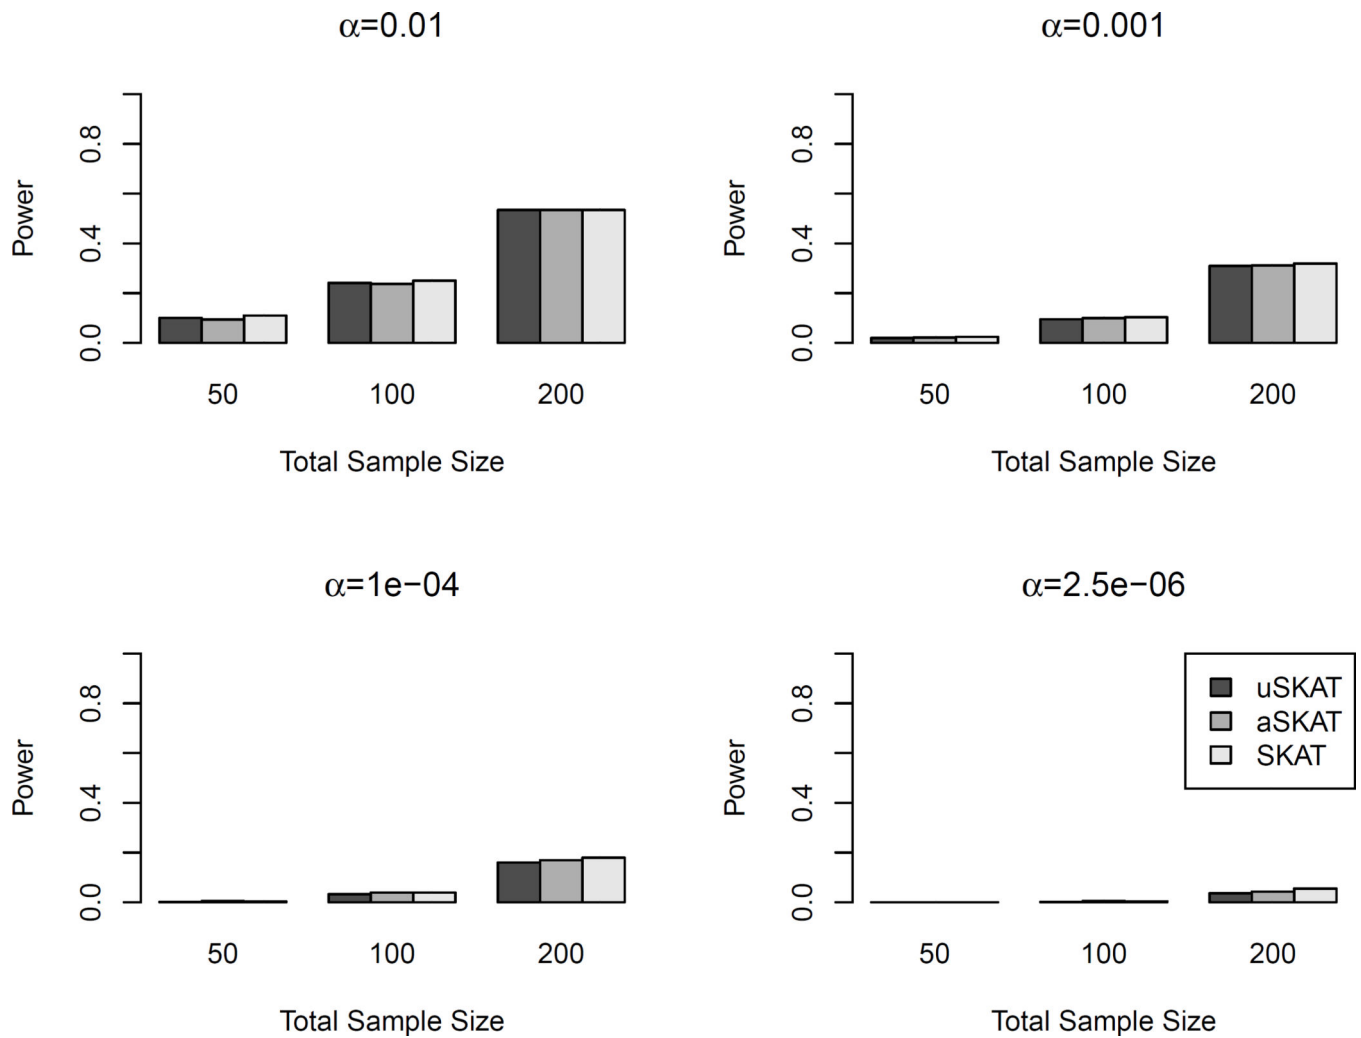 α=0.01
Power
0.0 0.4 0.8
50 100 200
Total Sample Size
α=0.001
Power
0.0 0.4 0.8
50 100 200
Total Sample Size
α=1e−04
Power
0.0 0.4 0.8
50 100 200
Total Sample Size
α=2.5e−06
Power
0.0 0.4 0.8
uSKAT
aSKAT
SKAT
50 100 200
Total Sample Size